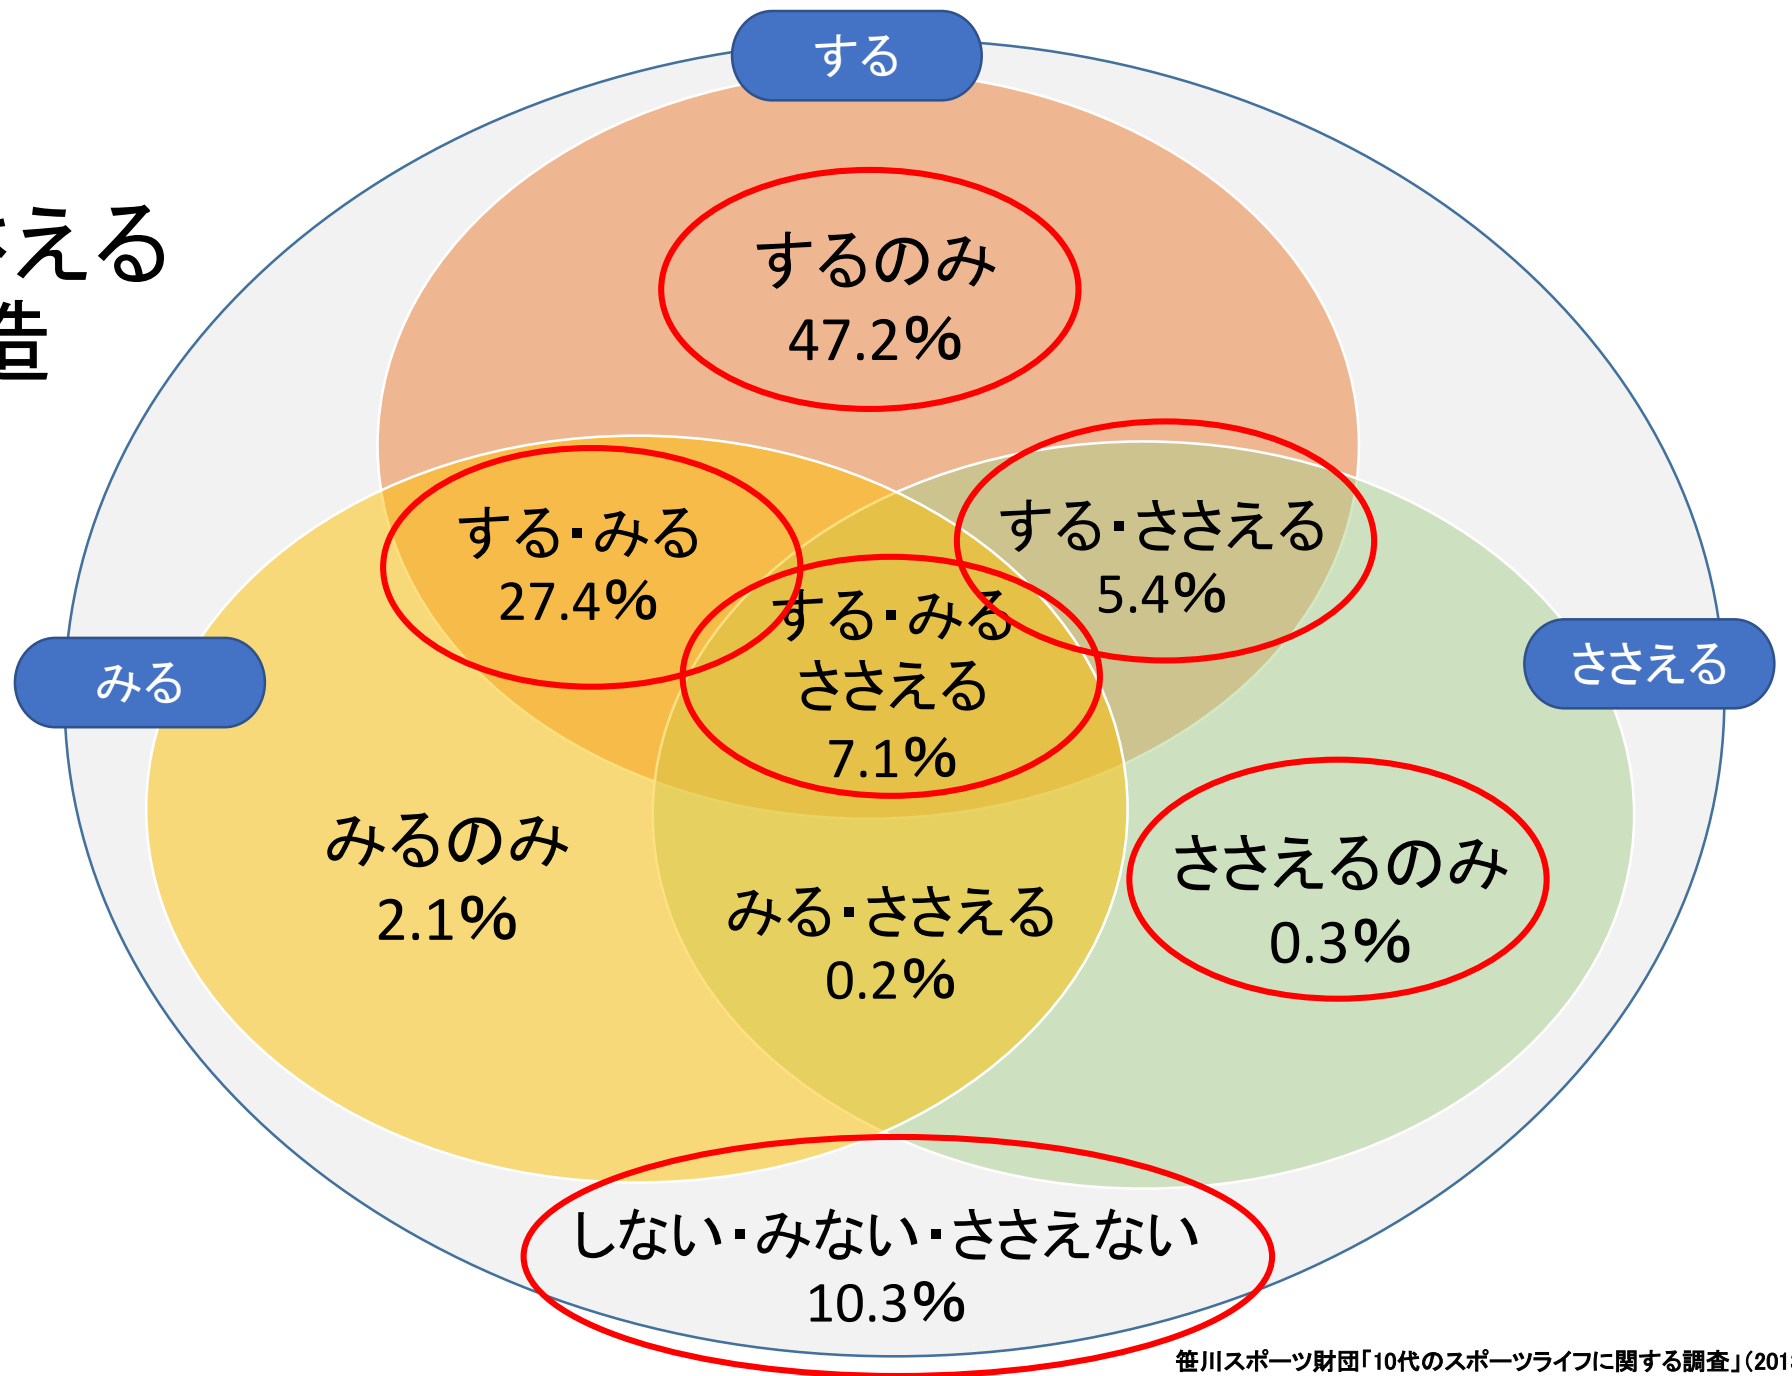 する
さえる
造
するのみ
47.2%
する・みる
27.4%
する・ささえる
5.4%
する・みる
ささえる
7.1%
みる
ささえる
みるのみ
2.1%
みる・ささえる
0.2%
ささえるのみ
0.3%
しない・みない・ささえない
10.3%
笹川スポーツ財団「10代のスポーツライフに関する調査」(201